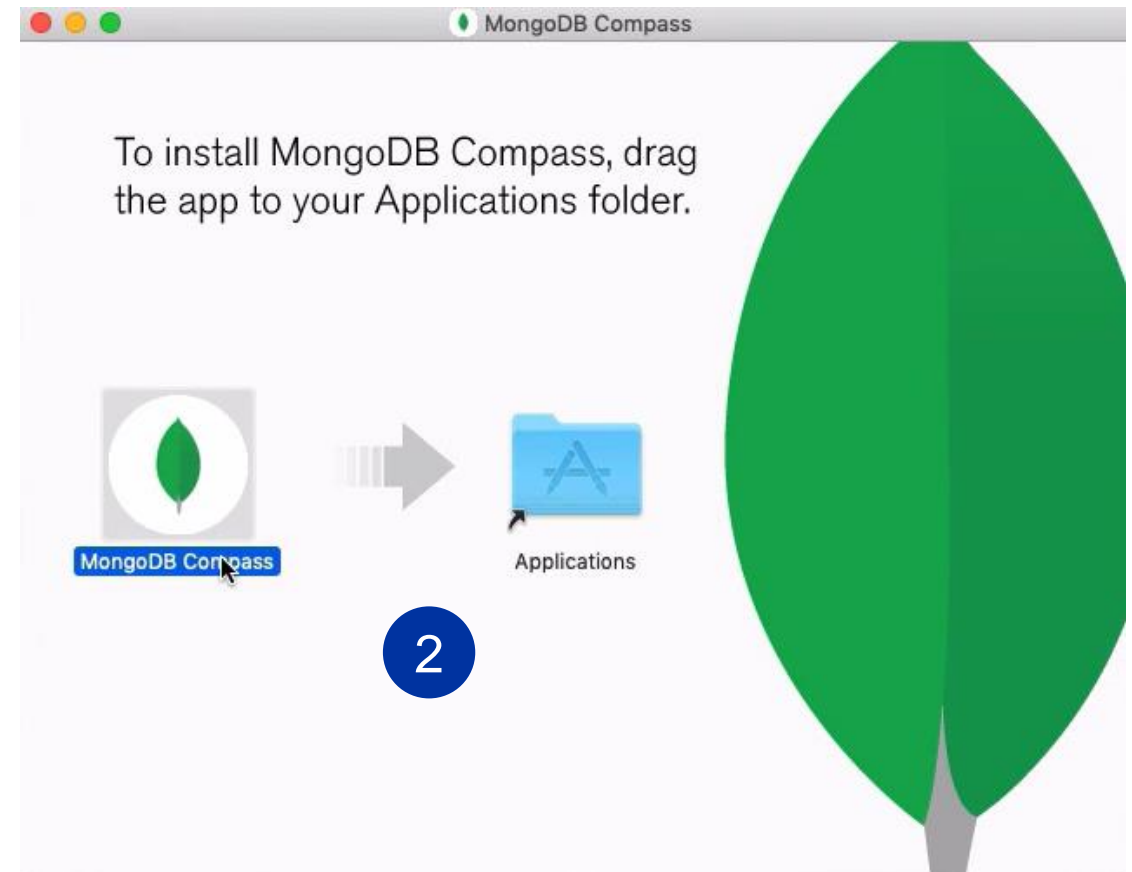 MongoDB Compass
To install MongoDB Compass, drag
the app to your Applications folder.
MongoDB Compass
Applications
2